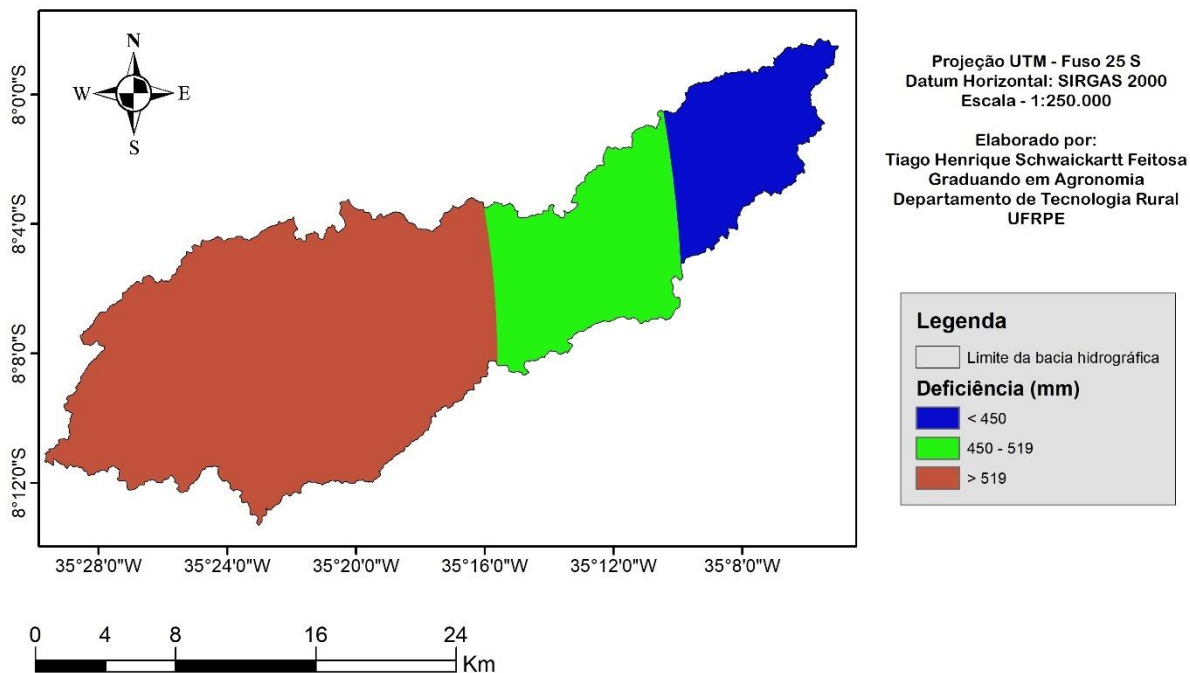 N
W
E
S
8°0'0"S
8°4'0"S
8°8'0"S
8°12'0"S
35°28'0"W
35°24'0"W
35°20'0"W
35°16'0"W
35°12'0"W
35°8'0"W
0
4
8
16
24
Km
Projeção UTM - Fuso 25 S
Datum Horizontal: SIRGAS 2000
Escala - 1:250.000
Elaborado por:
Tiago Henrique Schwaickartt Feitosa
Graduando em Agronomia
Departamento de Tecnologia Rural
UFRPE
Legenda
Limite da bacia hidrográfica
Deficiência (mm)
< 450
450 - 519
> 519